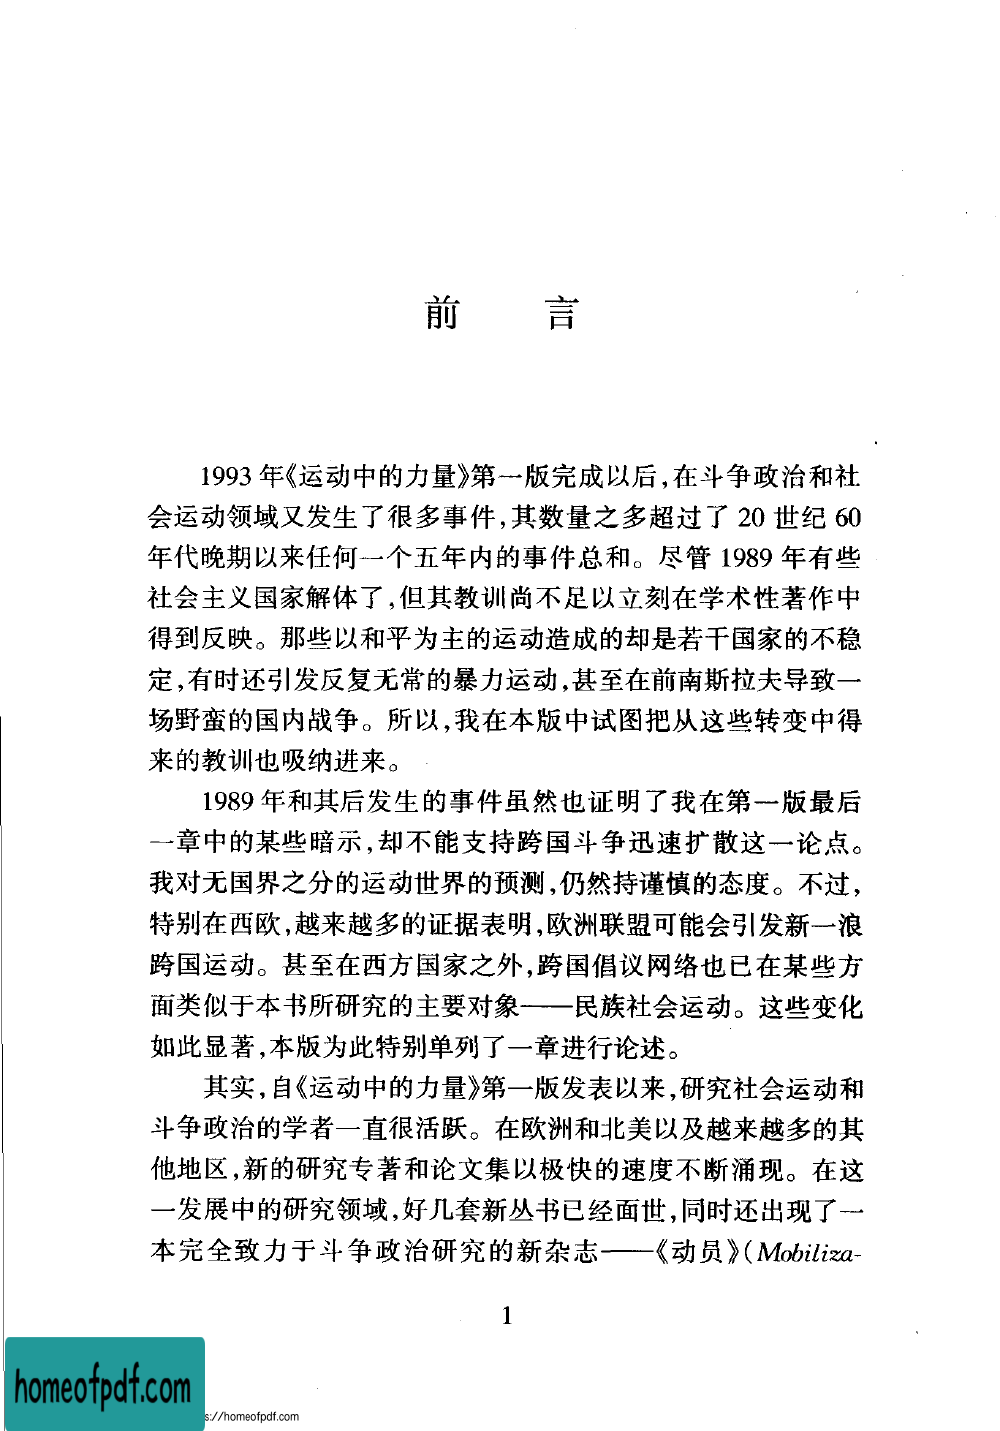 前 言
1993年《运动中的力量》第一版完成以后,在斗争政治和社
会运动领域又发生了很多事件,其数量之多超过了20世纪60
年代晚期以来任何一个五年内的事件总和。尽管1989年有些
社会主义国家解体了,但其教训尚不足以立刻在学术性著作中
得到反映。那些以和平为主的运动造成的却是若干国家的不稳
定,有时还引发反复无常的暴力运动,甚至在前南斯拉夫导致一
场野蛮的国内战争。所以,我在本版中试图把从这些转变中得
来的教训也吸纳进来。
1989年和其后发生的事件虽然也证明了我在第一版最后
一章中的某些暗示,却不能支持跨国斗争迅速扩散这一论点。
我对无国界之分的运动世界的预测,仍然持谨慎的态度。不过,
特别在西欧,越来越多的证据表明,欧洲联盟可能会引发新一浪
跨国运动。甚至在西方国家之外,跨国倡议网络也已在某些方
面类似于本书所研究的主要对象——民族社会运动。这些变化
如此显著,本版为此特别单列了一章进行论述。
其实,自《运动中的力量》第一版发表以来,研究社会运动和
斗争政治的学者一直很活跃。在欧洲和北美以及越来越多的其
他地区,新的研究专著和论文集以极快的速度不断涌现。在这
一发展中的研究领域,好几套新丛书已经面世,同时还出现了一
本完全致力于斗争政治研究的新杂志——《动员》(Mobiliza-
1
homeofpdf.com
s://homeofpdf.com